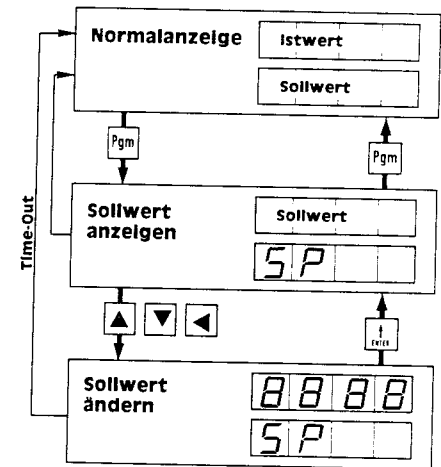 Normalanzeige
Istwert
Sollwert
Pgm
Pgm
Time-Out
Sollwert
anzeigen
Sollwert
SP
▲ ▼ ◄
↑
ENTER
Sollwert
ändern
8888
SP